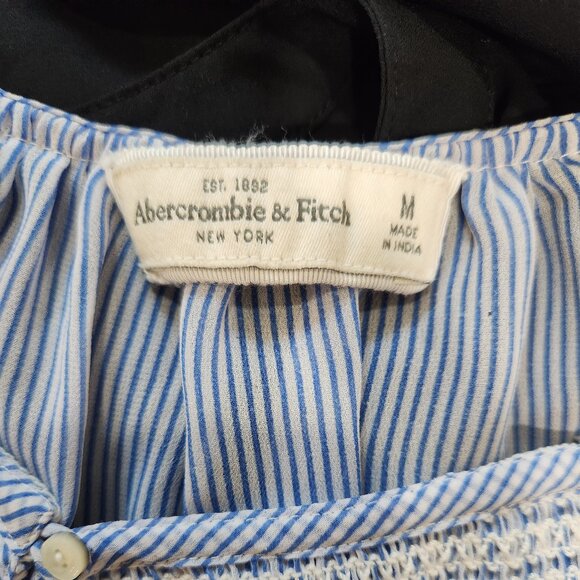 EST. 1892
Abercrombie & Fitch
NEW YORK
M
MADE
IN INDIA